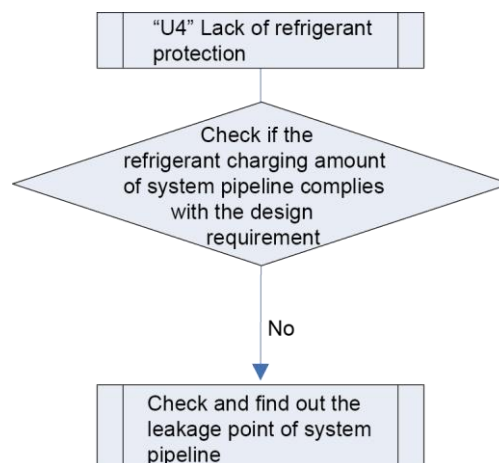 “U4” Lack of refrigerant
protection
Check if the
refrigerant charging amount
of system pipeline complies
with the design
requirement
No
Check and find out the
leakage point of system
pipeline